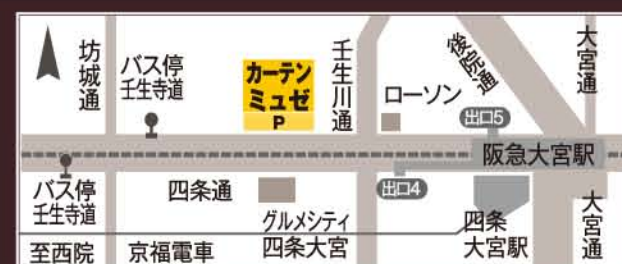 坊城通
バス停
壬生寺道
カーテン
ミュゼ
P
壬生川通
ローソン
後院通
大宮通
出口5
阪急大宮駅
バス停
壬生寺道
四条通
出口4
グルメシティ
四条大宮
四条
大宮駅
大宮通
至西院
京福電車